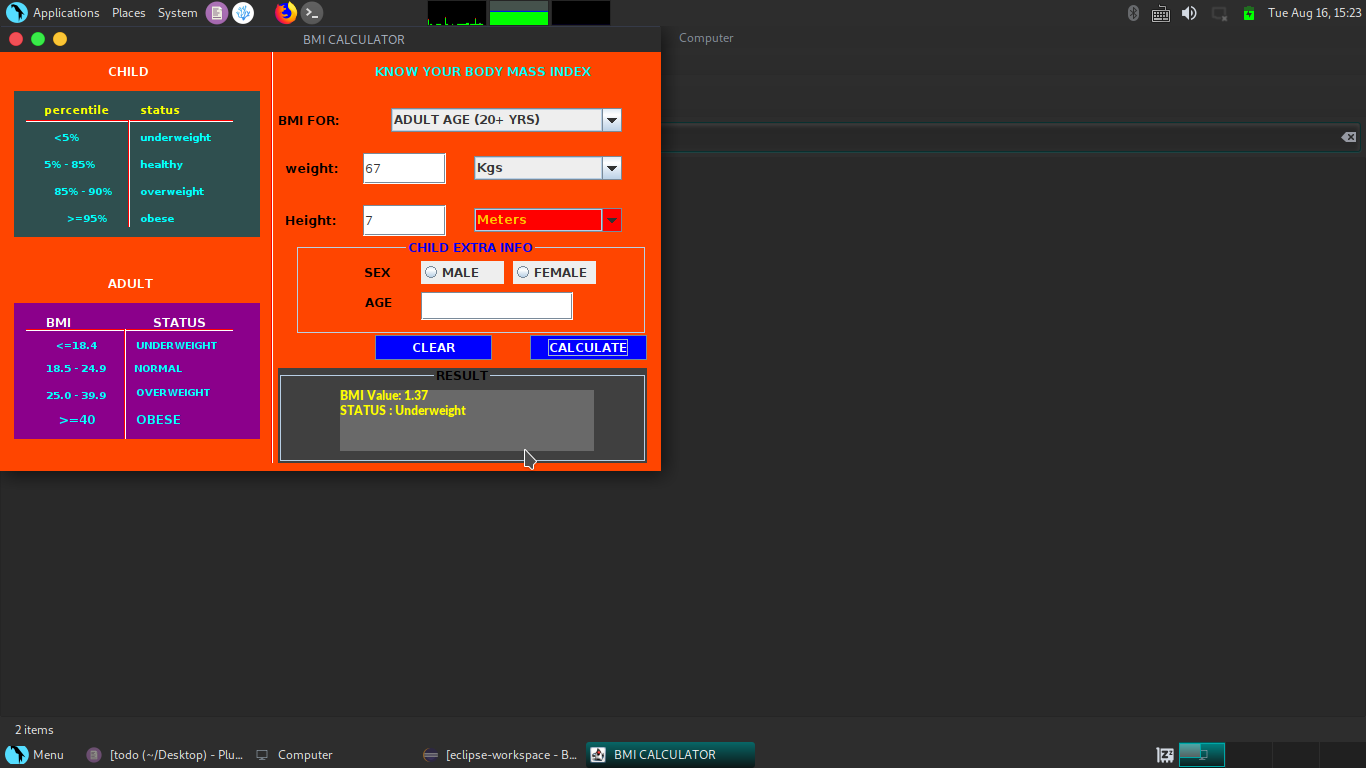 Applications Places System
Tue Aug 16, 15:23
BMI CALCULATOR
Computer
CHILD
percentile status
<5% underweight
5% - 85% healthy
85% - 90% overweight
>=95% obese
ADULT
BMI STATUS
<=18.4 UNDERWEIGHT
18.5 - 24.9 NORMAL
25.0 - 39.9 OVERWEIGHT
>=40 OBESE
KNOW YOUR BODY MASS INDEX
BMI FOR: ADULT AGE (20+ YRS)
weight: 67 Kgs
Height: 7 Meters
CHILD EXTRA INFO
SEX MALE FEMALE
AGE
CLEAR CALCULATE
RESULT
BMI Value: 1.37
STATUS : Underweight
2 items
Menu [todo (~/Desktop) - Plu... Computer [eclipse-workspace - B... BMI CALCULATOR